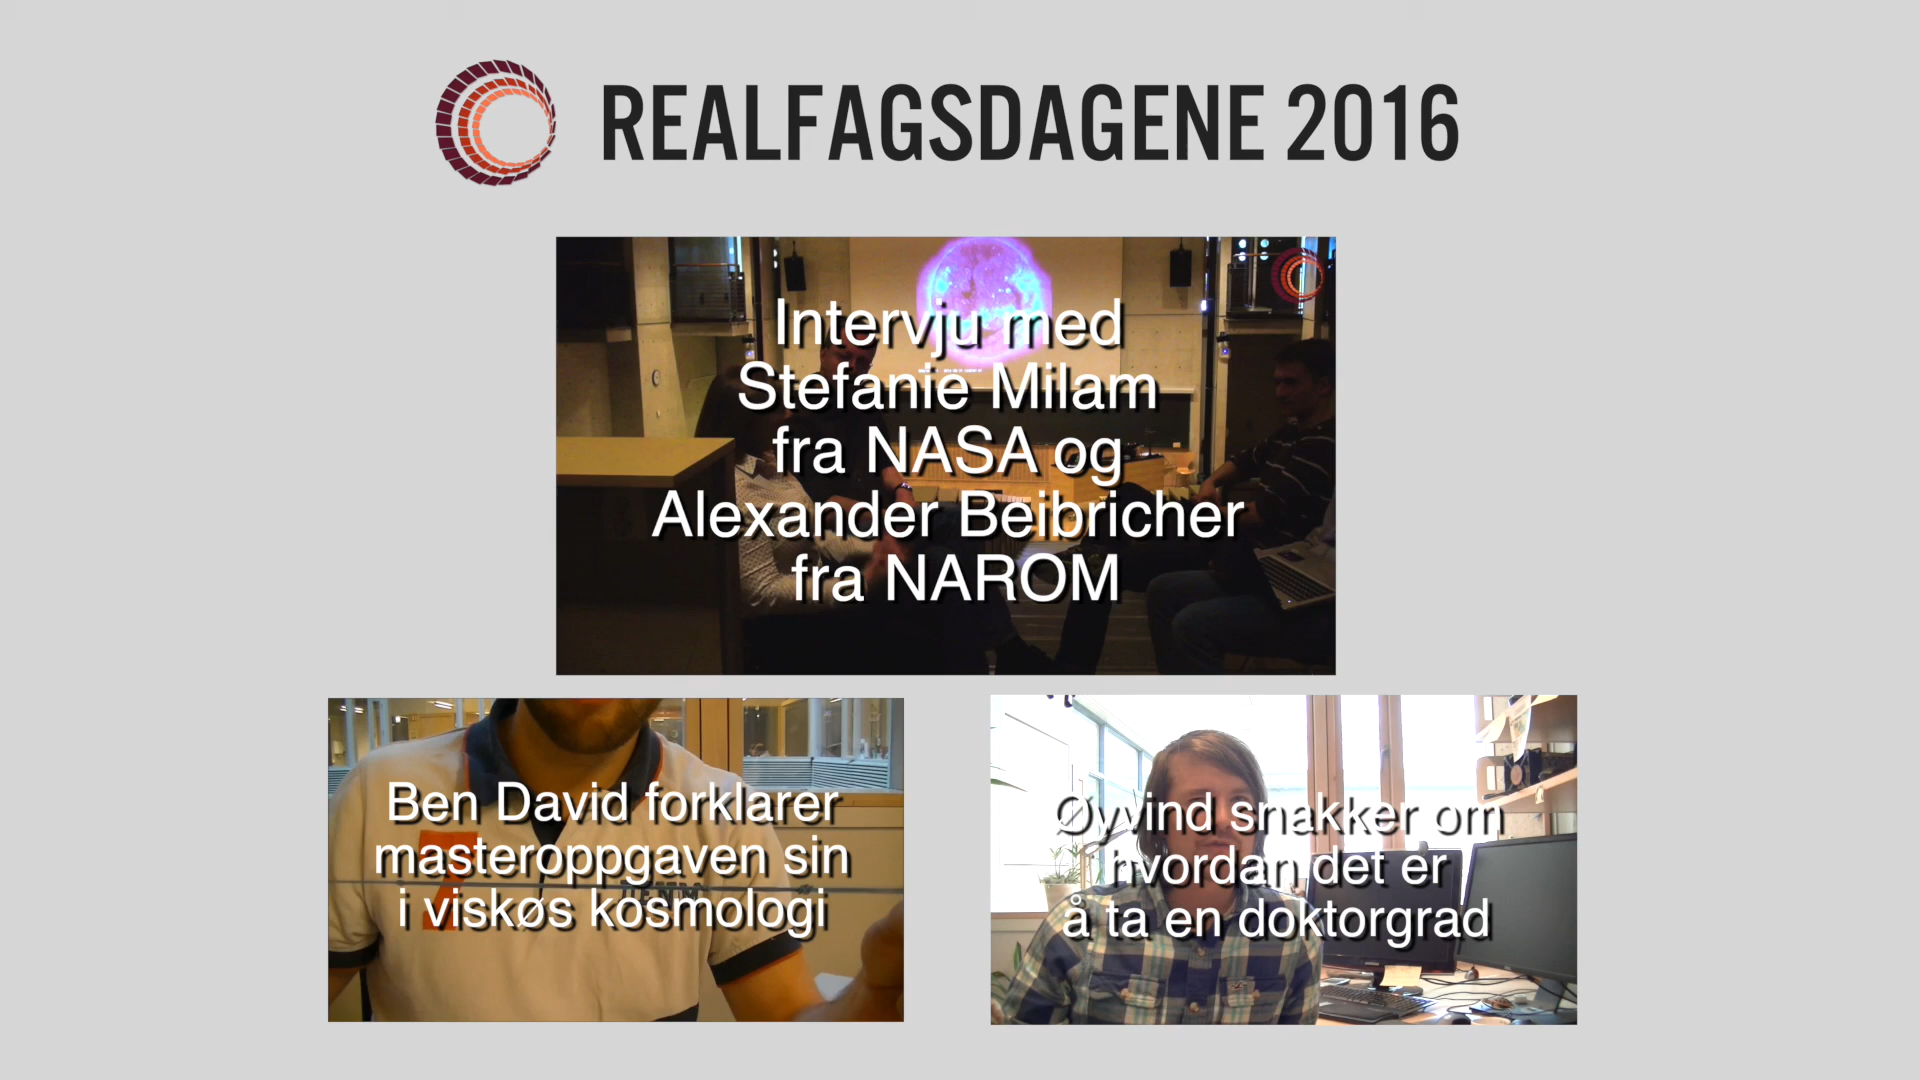 REALFAGSDAGENE 2016
Intervju med
Stefanie Milam
fra NASA og
Alexander Beibricher
fra NAROM
Ben David forklarer
masteroppgaven sin
i viskøs kosmologi
Øyvind snakker om
hvordan det er
å ta en doktorgrad